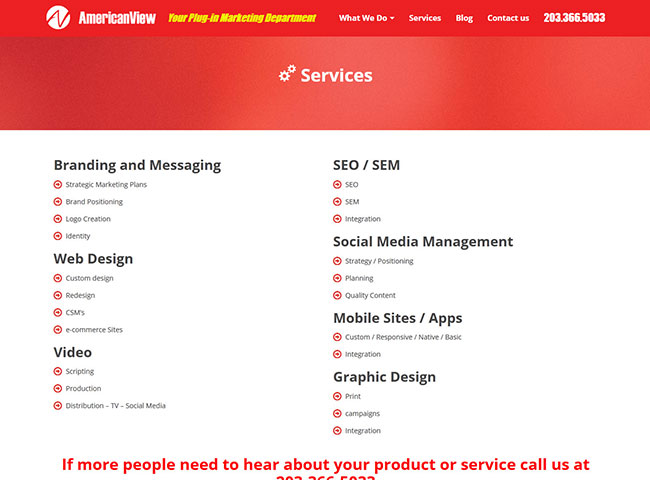 AmericanView Your Plug-in Marketing Department What We Do Services Blog Contact us 203.366.5033
Services
Branding and Messaging
Strategic Marketing Plans
Brand Positioning
Logo Creation
Identity
Web Design
Custom design
Redesign
CSM's
e-commerce Sites
Video
Scripting
Production
Distribution – TV – Social Media
SEO / SEM
SEO
SEM
Integration
Social Media Management
Strategy / Positioning
Planning
Quality Content
Mobile Sites / Apps
Custom / Responsive / Native / Basic
Integration
Graphic Design
Print
campaigns
Integration
If more people need to hear about your product or service call us at
203.366.5033